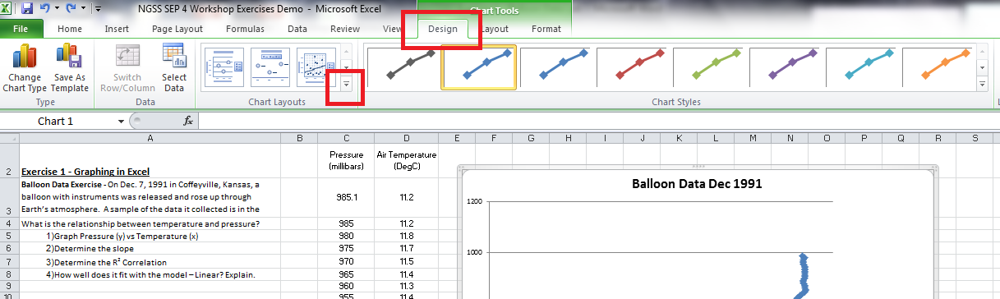 NGSS SEP 4 Workshop Exercises Demo - Microsoft Excel
Chart Tools
File Home Insert Page Layout Formulas Data Review View Design Layout Format
Change Chart Type
Save As Template
Switch Row/Column
Select Data
Type Data Chart Layouts Chart Styles
Chart 1 fx
A B C D E F G H I J K L M N O P Q R S
Pressure (millibars)
Air Temperature (DegC)
2 Exercise 1 - Graphing in Excel
Balloon Data Exercise - On Dec. 7, 1991 in Coffeyville, Kansas, a
balloon with instruments was released and rose up through
Earth's atmosphere. A sample of the data it collected is in the
3 985.1 11.2
4 What is the relationship between temperature and pressure? 985 11.2
5 1)Graph Pressure (y) vs Temperature (x) 980 11.8
6 2)Determine the slope 975 11.7
7 3)Determine the R² Correlation 970 11.5
8 4)How well does it fit with the model – Linear? Explain. 965 11.4
9 960 11.3
10 955 11.4
Balloon Data Dec 1991
1200
1000